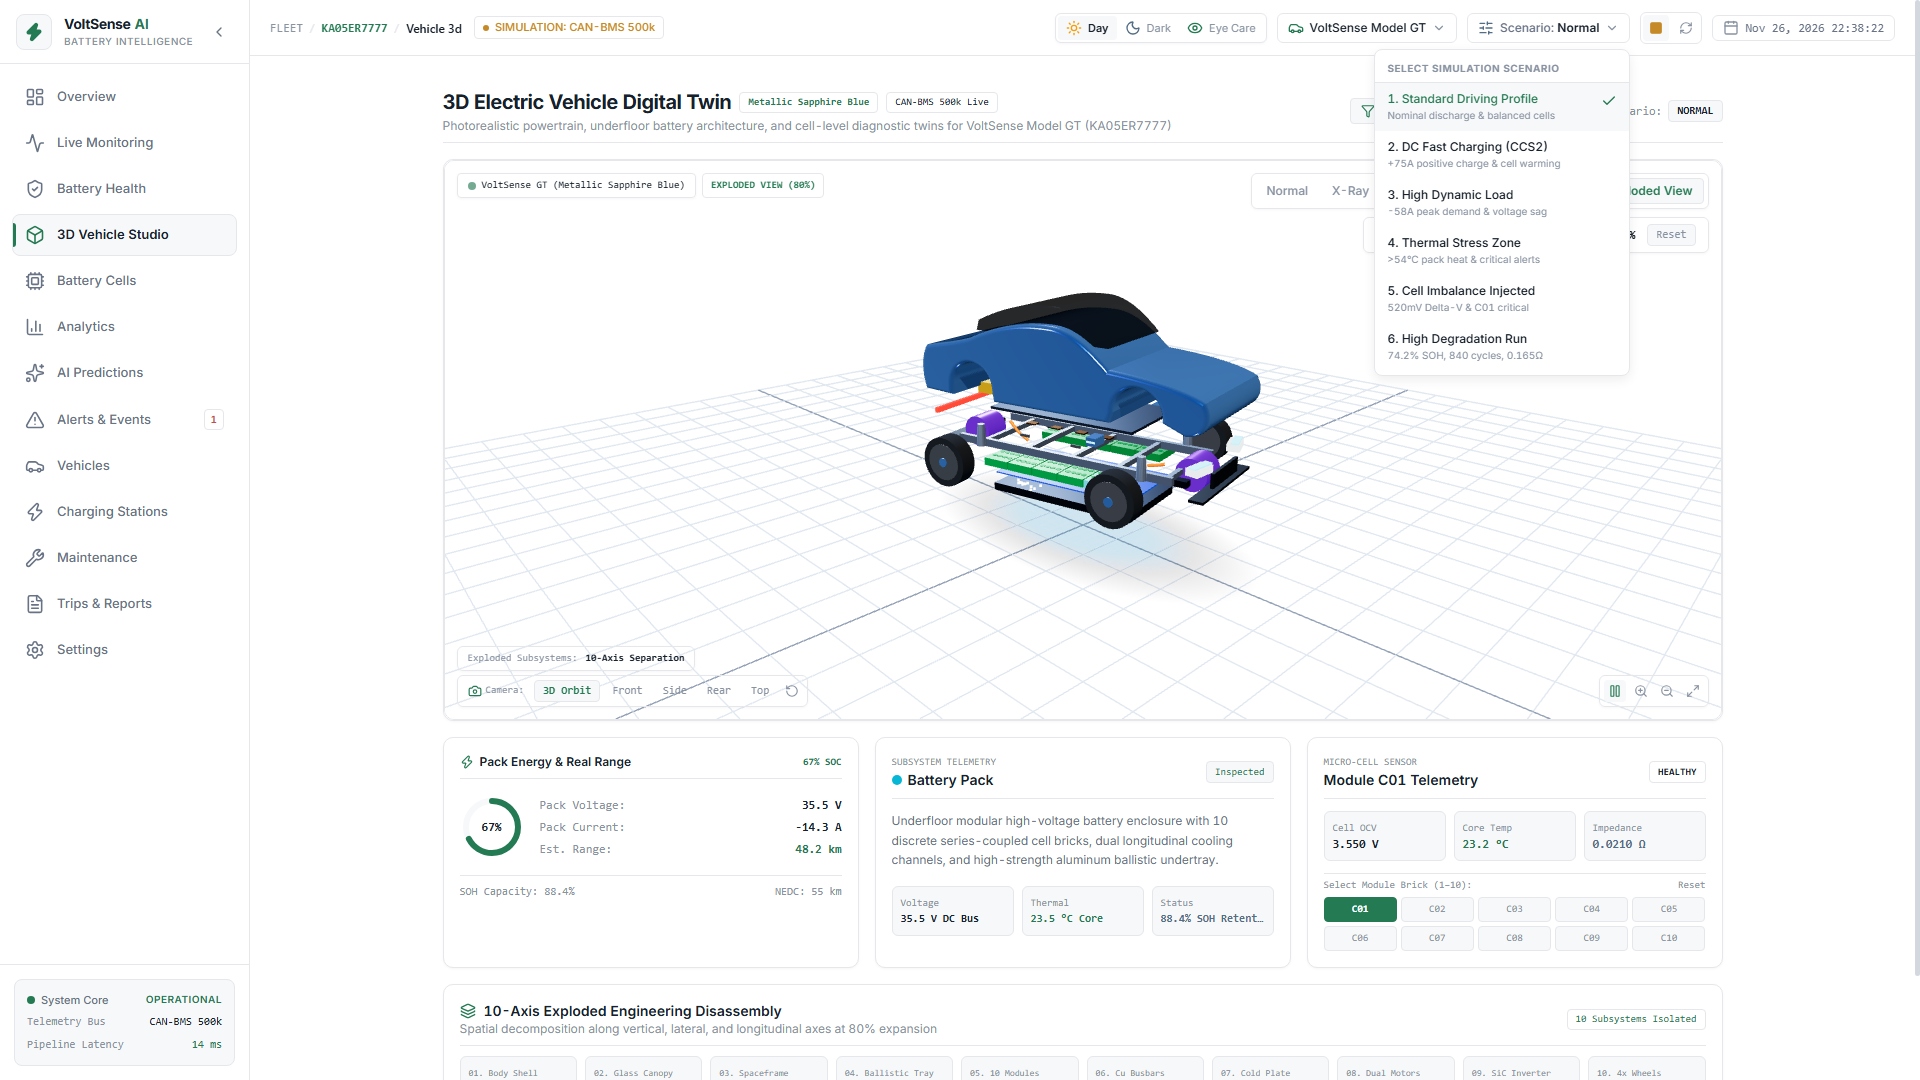 VoltSense AI
BATTERY INTELLIGENCE
Overview
Live Monitoring
Battery Health
3D Vehicle Studio
Battery Cells
Analytics
AI Predictions
Alerts & Events
1
Vehicles
Charging Stations
Maintenance
Trips & Reports
Settings
System Core
OPERATIONAL
Telemetry Bus
CAN-BMS 500k
Pipeline Latency
14 ms
FLEET / KA05ER7777 / Vehicle 3d
SIMULATION: CAN-BMS 500k
Day
Dark
Eye Care
VoltSense Model GT
Scenario: Normal
Nov 26, 2026 22:38:22
SELECT SIMULATION SCENARIO
1. Standard Driving Profile
Nominal discharge & balanced cells
2. DC Fast Charging (CCS2)
+75A positive charge & cell warming
3. High Dynamic Load
-58A peak demand & voltage sag
4. Thermal Stress Zone
>54°C pack heat & critical alerts
5. Cell Imbalance Injected
520mV Delta-V & C01 critical
6. High Degradation Run
74.2% SOH, 840 cycles, 0.165Ω
3D Electric Vehicle Digital Twin
Metallic Sapphire Blue
CAN-BMS 500k Live
Photorealistic powertrain, underfloor battery architecture, and cell-level diagnostic twins for VoltSense Model GT (KA05ER7777)
ario:
NORMAL
VoltSense GT (Metallic Sapphire Blue)
EXPLODED VIEW (80%)
Normal
X-Ray
loded View
%
Reset
Exploded Subsystems: 10-Axis Separation
Camera:
3D Orbit
Front
Side
Rear
Top
Pack Energy & Real Range
67% SOC
67%
Pack Voltage:
35.5 V
Pack Current:
-14.3 A
Est. Range:
48.2 km
SOH Capacity: 88.4%
NEDC: 55 km
SUBSYSTEM TELEMETRY
Battery Pack
Inspected
Underfloor modular high-voltage battery enclosure with 10
discrete series-coupled cell bricks, dual longitudinal cooling
channels, and high-strength aluminum ballistic undertray.
Voltage
35.5 V DC Bus
Thermal
23.5 °C Core
Status
88.4% SOH Retent…
MICRO-CELL SENSOR
Module C01 Telemetry
HEALTHY
Cell OCV
3.550 V
Core Temp
23.2 °C
Impedance
0.0210 Ω
Select Module Brick (1-10):
Reset
C01
C02
C03
C04
C05
C06
C07
C08
C09
C10
10-Axis Exploded Engineering Disassembly
Spatial decomposition along vertical, lateral, and longitudinal axes at 80% expansion
10 Subsystems Isolated
01. Body Shell
02. Glass Canopy
03. Spaceframe
04. Ballistic Tray
05. 10 Modules
06. Cu Busbars
07. Cold Plate
08. Dual Motors
09. SiC Inverter
10. 4x Wheels